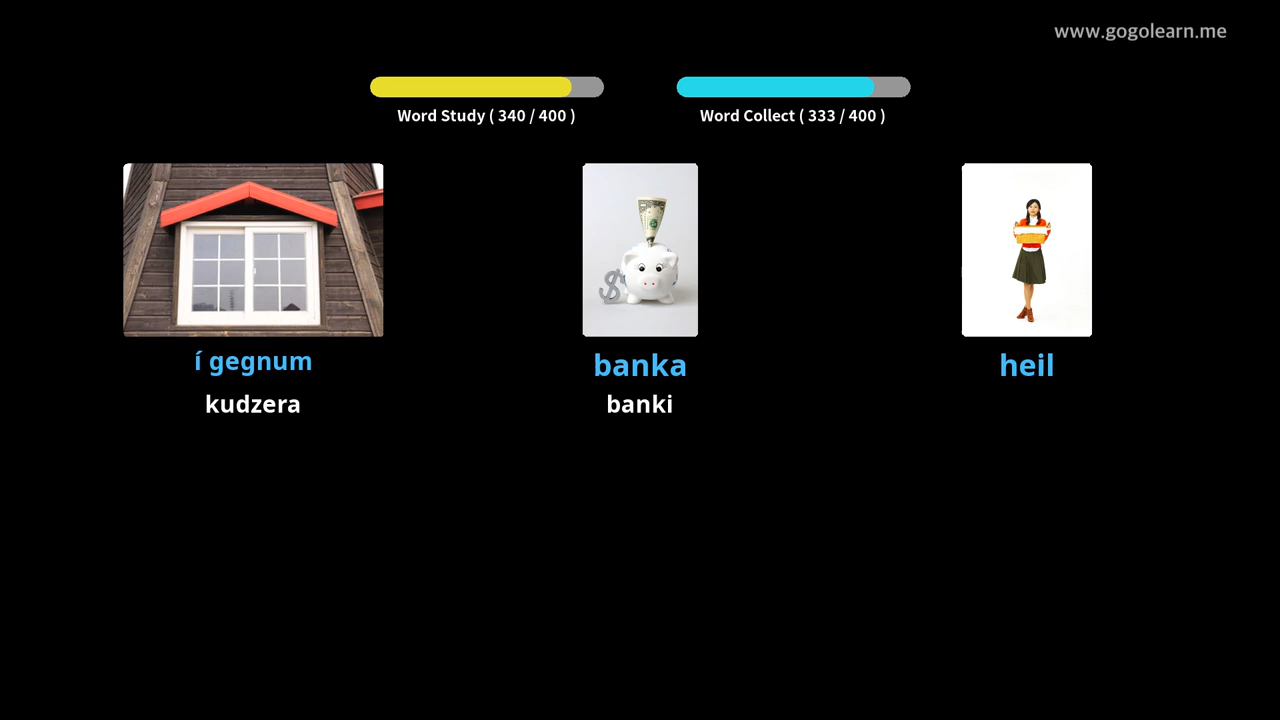 www.gogolearn.me
Word Study ( 340 / 400 )
Word Collect ( 333 / 400 )
í gegnum
kudzera
banka
banki
heil